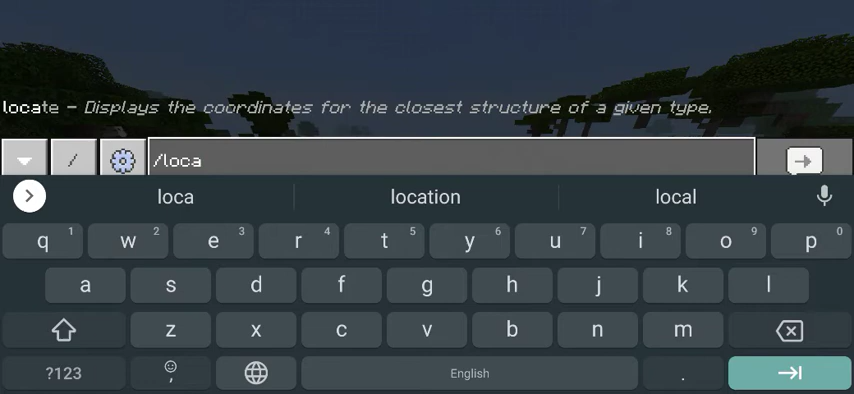 locate – Displays the coordinates for the closest structure of a given type.
/ /loca
loca location local
q 1 w 2 e 3 r 4 t 5 y 6 u 7 i 8 o 9 p 0
a s d f g h j k l
z x c v b n m
?123 , English .